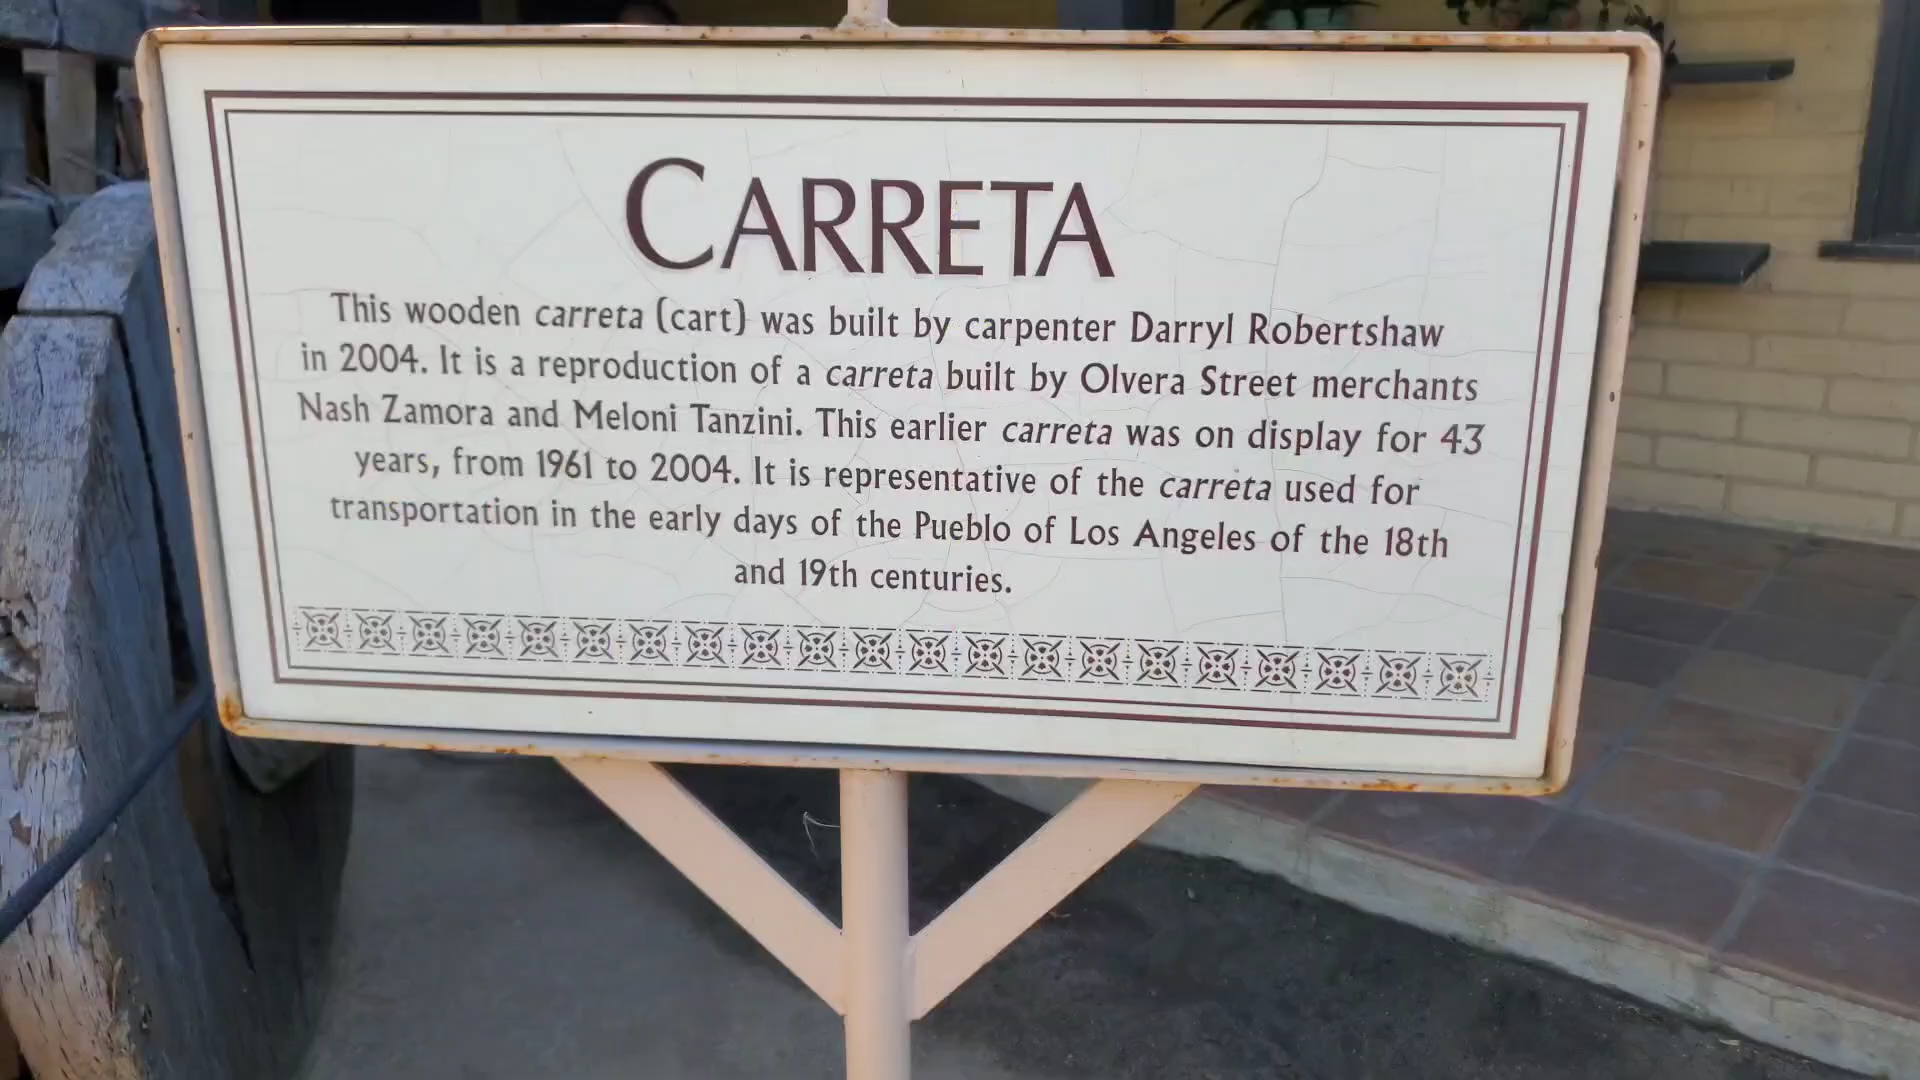 CARRETA
This wooden carreta (cart) was built by carpenter Darryl Robertshaw
in 2004. It is a reproduction of a carreta built by Olvera Street merchants
Nash Zamora and Meloni Tanzini. This earlier carreta was on display for 43
years, from 1961 to 2004. It is representative of the carreta used for
transportation in the early days of the Pueblo of Los Angeles of the 18th
and 19th centuries.